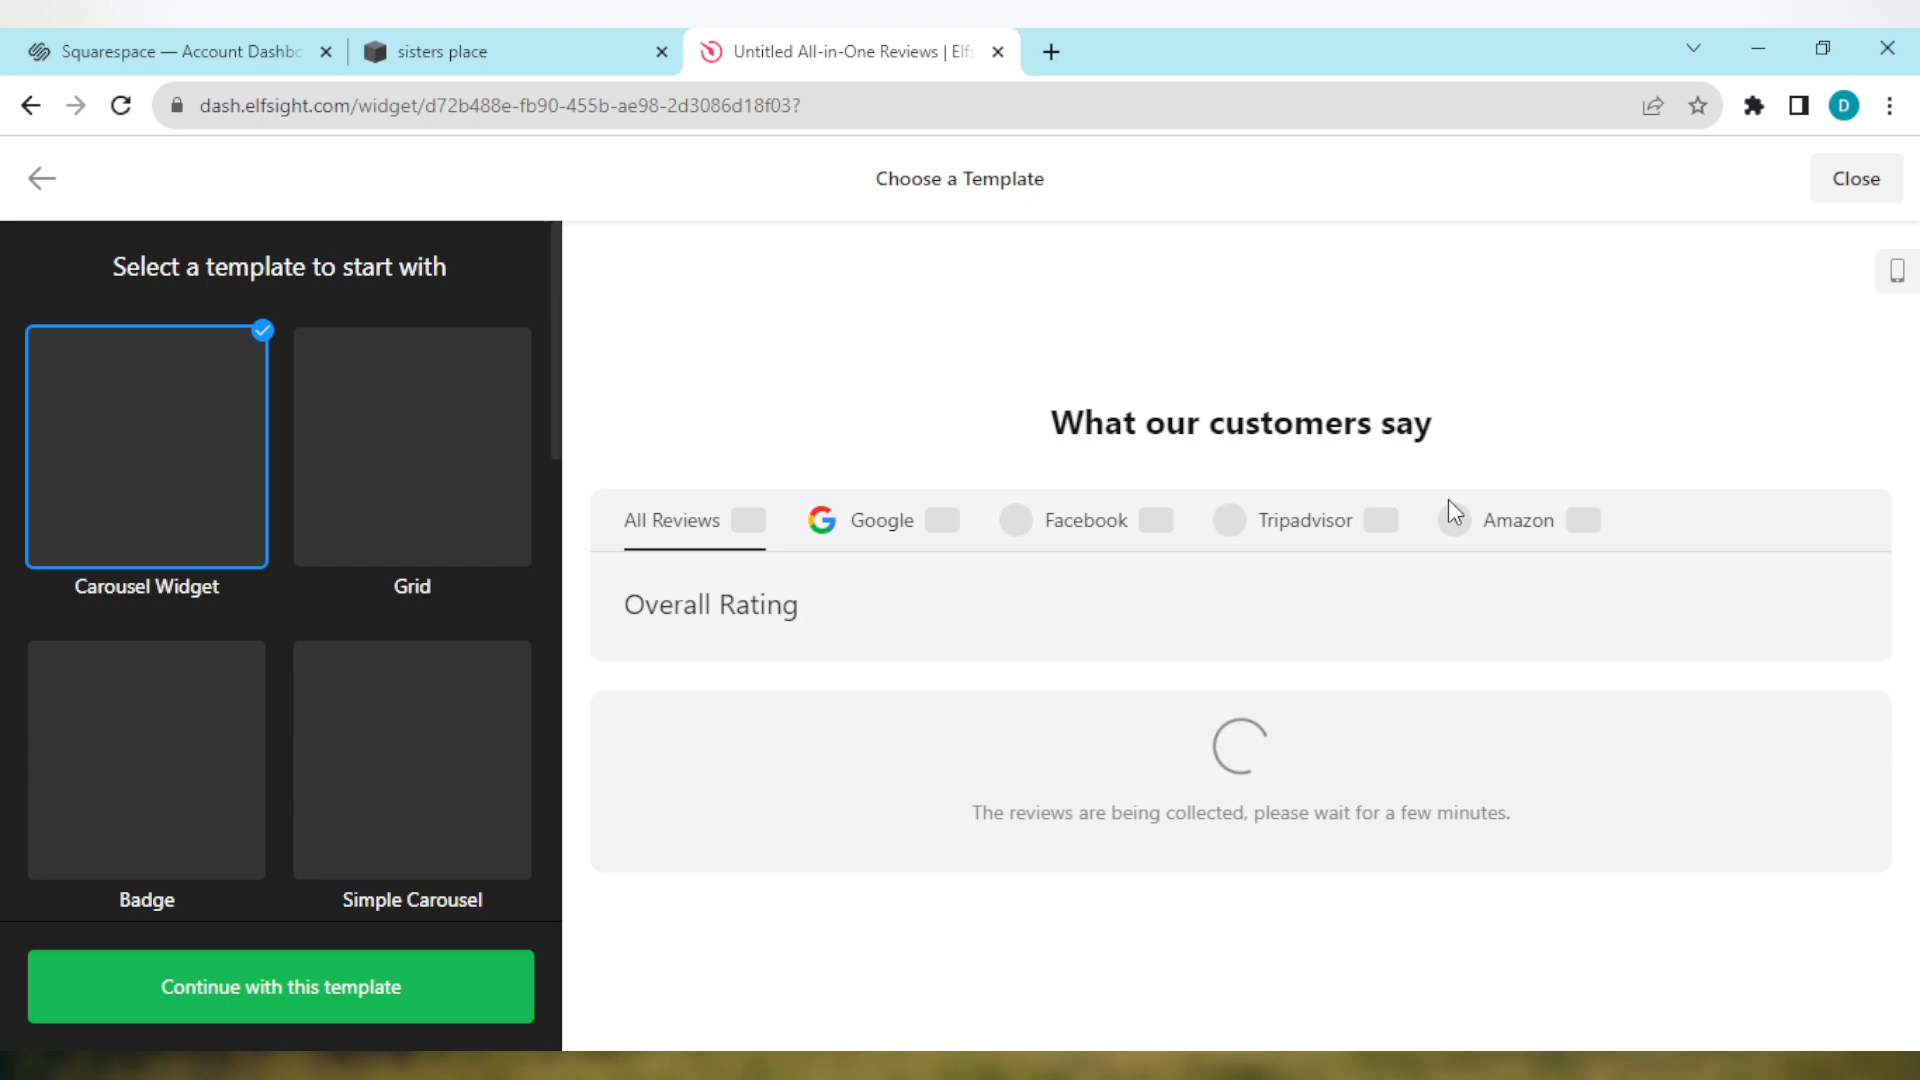 Squarespace — Account Dashbo
sisters place
Untitled All-in-One Reviews | Elfs
dash.elfsight.com/widget/d72b488e-fb90-455b-ae98-2d3086d18f03?
D
Choose a Template
Close
Select a template to start with
Carousel Widget
Grid
Badge
Simple Carousel
Continue with this template
What our customers say
All Reviews
Google
Facebook
Tripadvisor
Amazon
Overall Rating
The reviews are being collected, please wait for a few minutes.